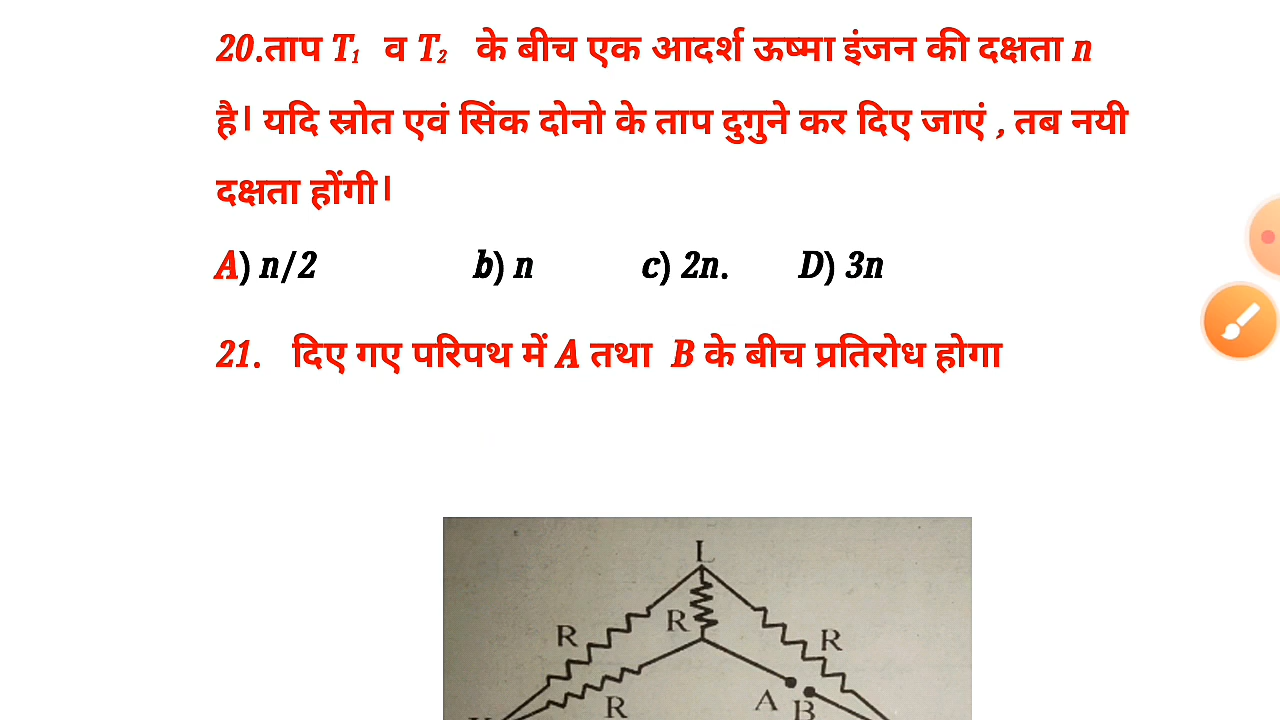 20.ताप T₁ व T₂ के बीच एक आदर्श ऊष्मा इंजन की दक्षता n
है। यदि स्रोत एवं सिंक दोनो के ताप दुगुने कर दिए जाएं , तब नयी
दक्षता होंगी।
A) n/2 b) n c) 2n. D) 3n
21. दिए गए परिपथ में A तथा B के बीच प्रतिरोध होगा
L
R R R
R A B